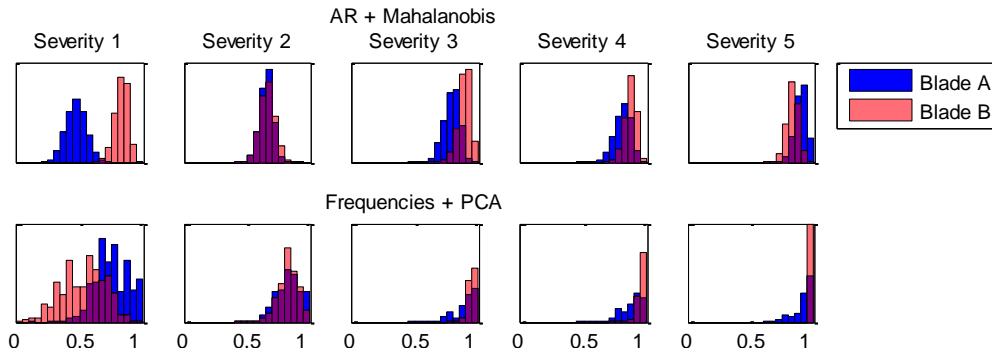 AR + Mahalanobis
Severity 1 Severity 2 Severity 3 Severity 4 Severity 5
Blade A
Blade B
Frequencies + PCA
0 0.5 1 0 0.5 1 0 0.5 1 0 0.5 1 0 0.5 1